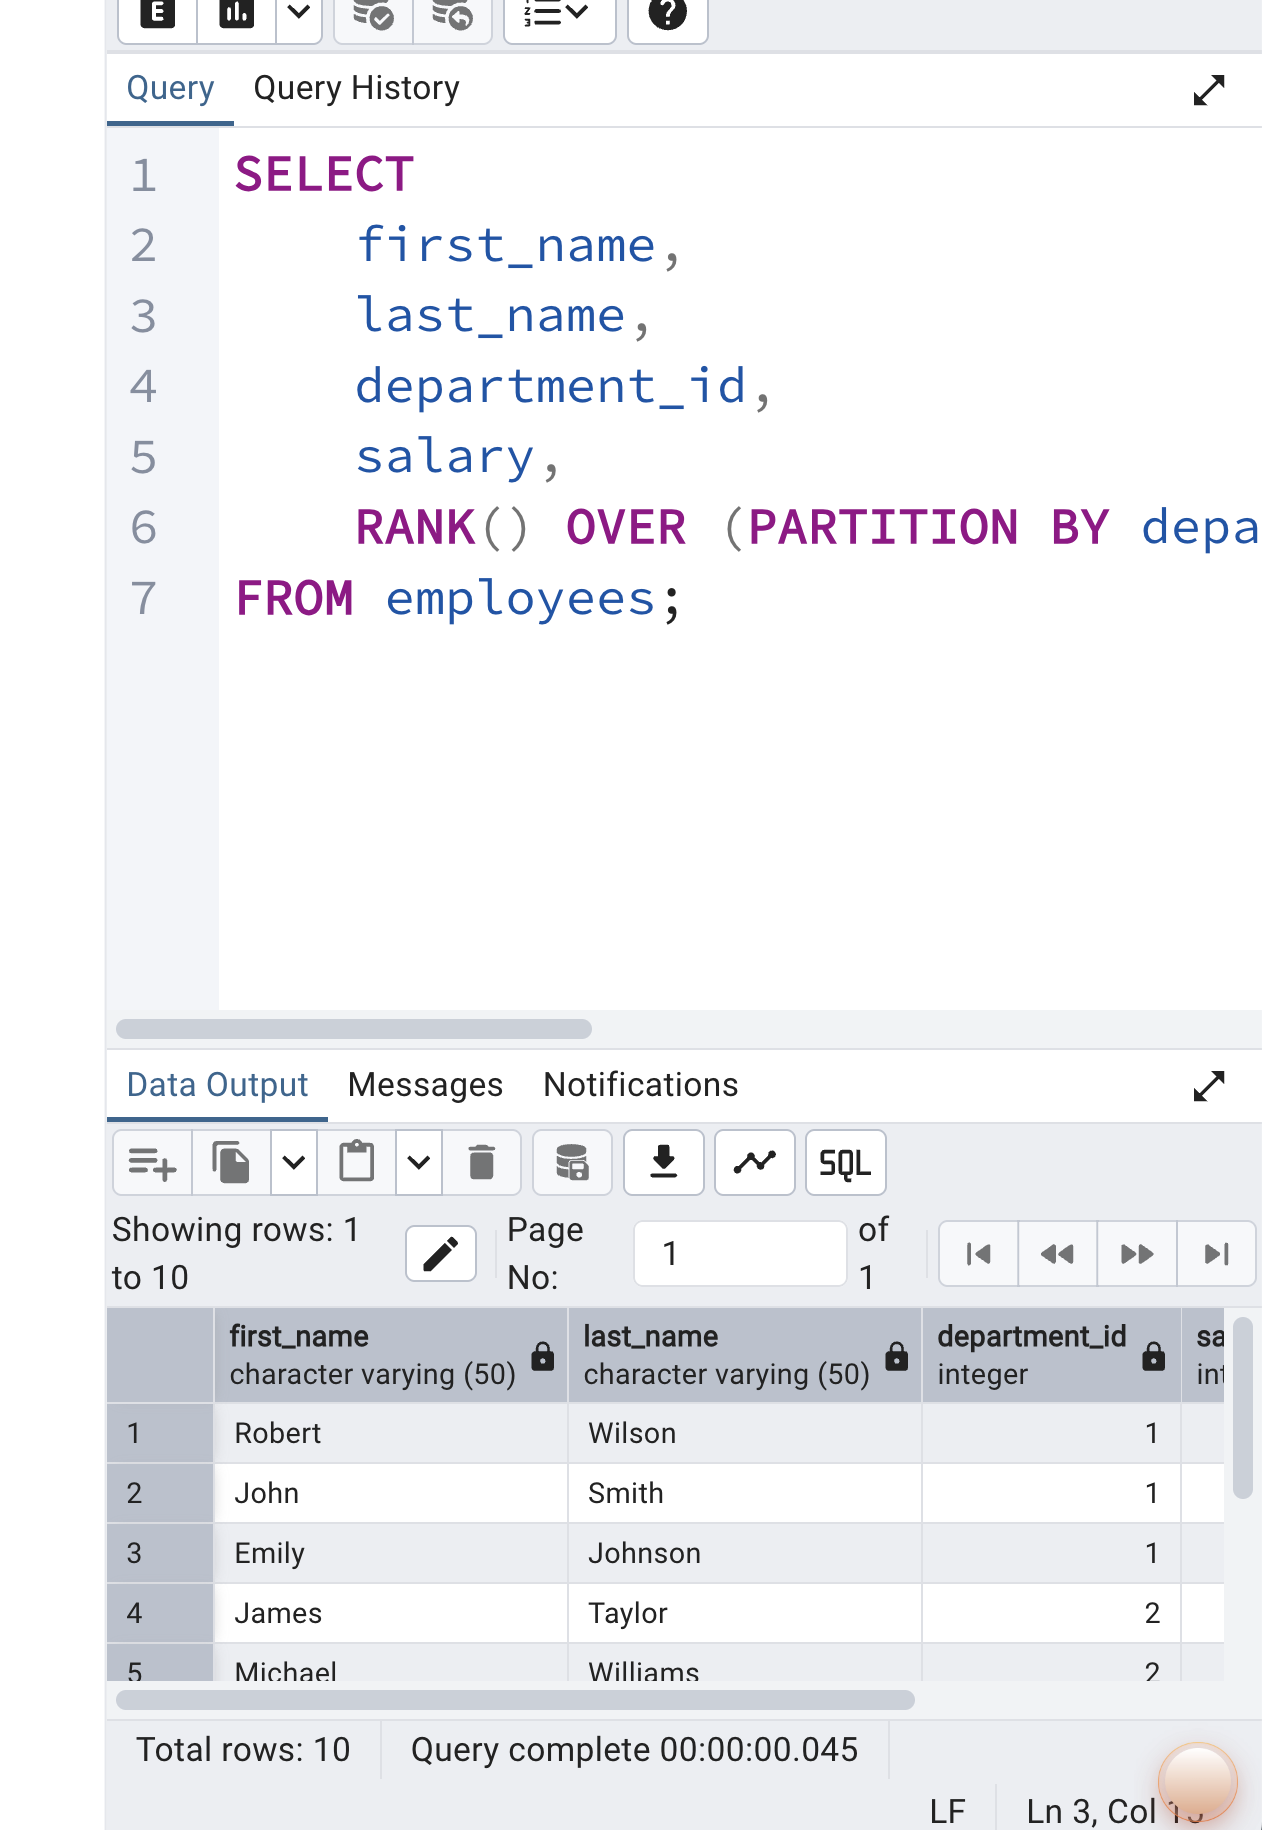 E
Query Query History
1 SELECT
2 first_name,
3 last_name,
4 department_id,
5 salary,
6 RANK() OVER (PARTITION BY depa
7 FROM employees;
Data Output Messages Notifications
SQL
Showing rows: 1 to 10
Page No: 1 of 1
first_name last_name department_id sa
character varying (50) character varying (50) integer int
1 Robert Wilson 1
2 John Smith 1
3 Emily Johnson 1
4 James Taylor 2
5 Michael Williams 2
Total rows: 10 Query complete 00:00:00.045
LF Ln 3, Col